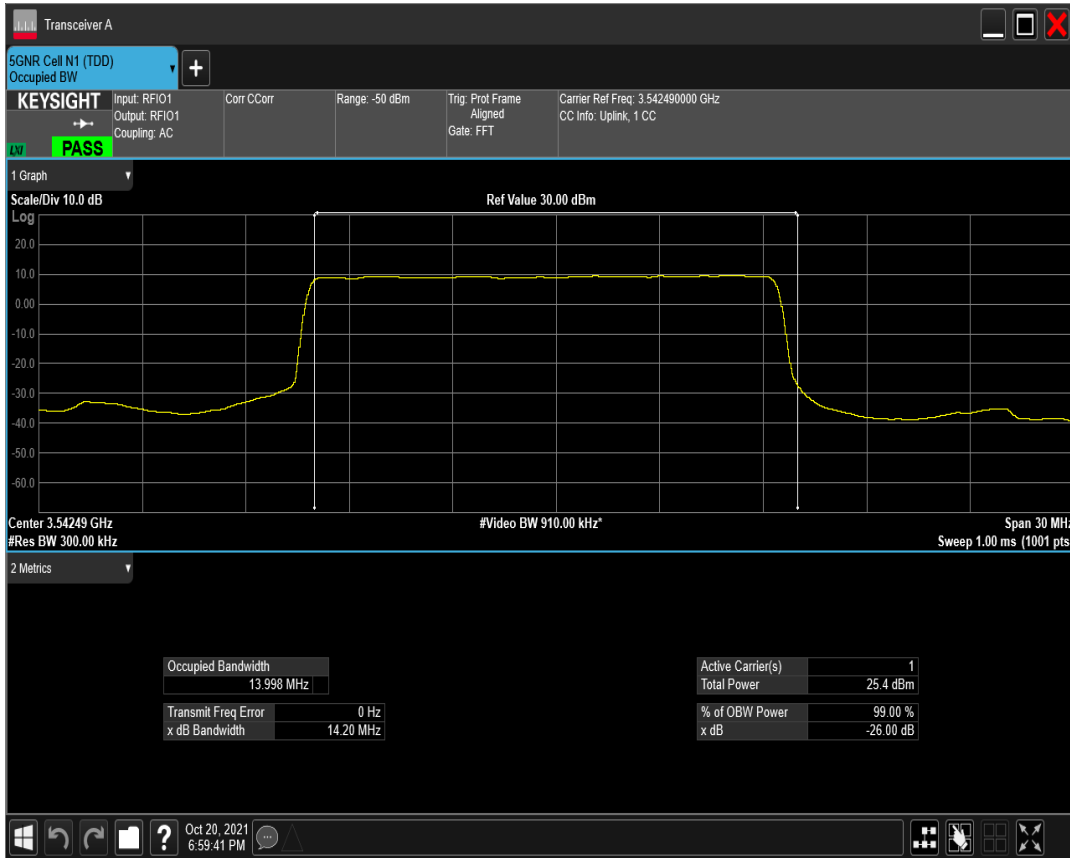 Transceiver A
5GNR Cell N1 (TDD)
Occupied BW
+
KEYSIGHT
LXI
PASS
Input: RFIO1
Output: RFIO1
Coupling: AC
Corr CCorr
Range: -50 dBm
Trig: Prot Frame
Aligned
Gate: FFT
Carrier Ref Freq: 3.542490000 GHz
CC Info: Uplink, 1 CC
1 Graph
Scale/Div 10.0 dB
Ref Value 30.00 dBm
Log
20.0
10.0
0.00
-10.0
-20.0
-30.0
-40.0
-50.0
-60.0
Center 3.54249 GHz
#Video BW 910.00 kHz*
Span 30 MHz
#Res BW 300.00 kHz
Sweep 1.00 ms (1001 pts
2 Metrics
Occupied Bandwidth
13.998 MHz
Transmit Freq Error 0 Hz
x dB Bandwidth 14.20 MHz
Active Carrier(s) 1
Total Power 25.4 dBm
% of OBW Power 99.00 %
x dB -26.00 dB
?
Oct 20, 2021
6:59:41 PM